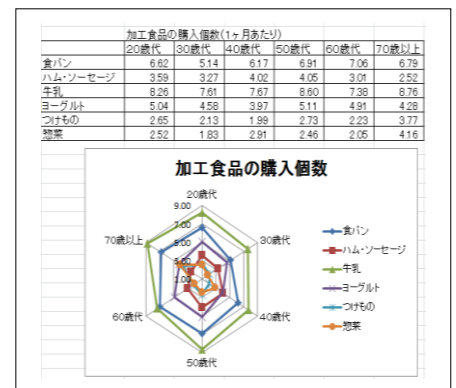 加工食品の購入個数(1ヶ月あたり)
20歳代 30歳代 40歳代 50歳代 60歳代 70歳以上
食パン 6.62 5.14 6.17 6.91 7.06 6.79
ハム・ソーセージ 3.59 3.27 4.02 4.05 3.01 2.52
牛乳 8.26 7.61 7.67 8.60 7.38 8.76
ヨーグルト 5.04 4.58 3.97 5.11 4.91 4.28
つけもの 2.65 2.13 1.99 2.73 2.23 3.77
惣菜 2.52 1.83 2.91 2.46 2.05 4.16
加工食品の購入個数
20歳代
9.00
7.00
5.00
3.00
1.00
70歳以上
30歳代
60歳代
40歳代
50歳代
食パン
ハム・ソーセージ
牛乳
ヨーグルト
つけもの
惣菜